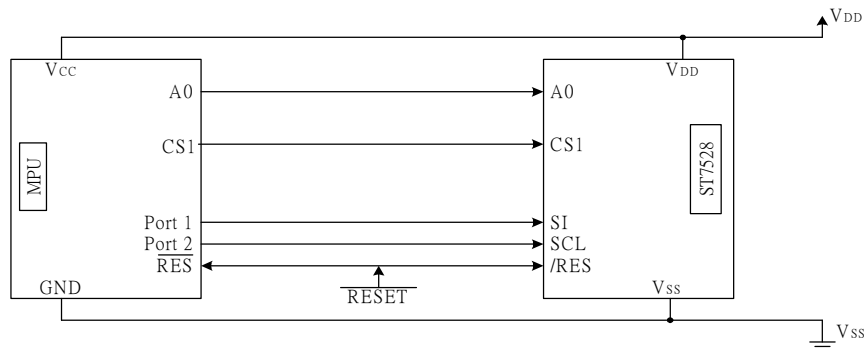 VDD
VCC
VDD
A0
A0
CS1
CS1
MPU
ST7528
Port 1
SI
Port 2
SCL
RES
/RES
RESET
GND
VSS
VSS